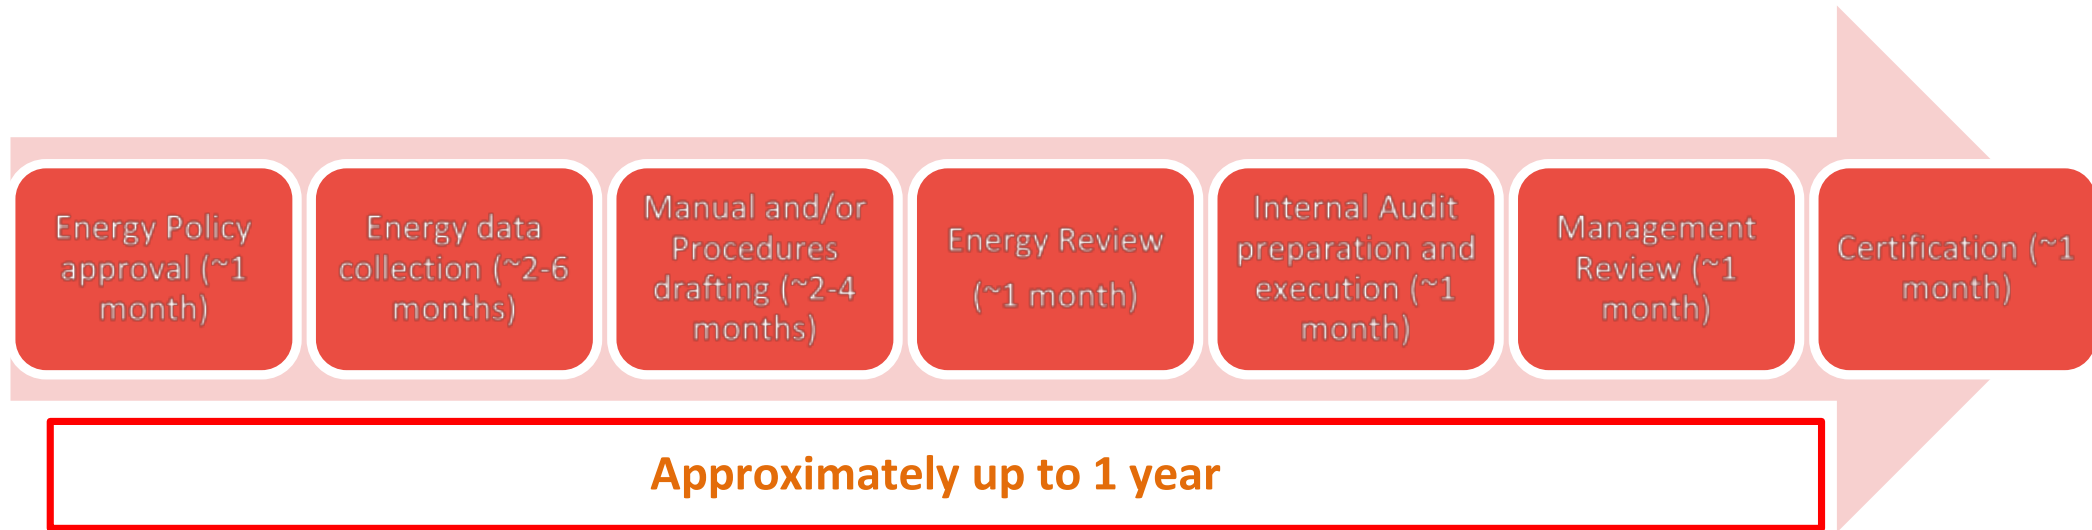 Energy Policy
approval (~1
month)
Energy data
collection (~2-6
months)
Manual and/or
Procedures
drafting (~2-4
months)
Energy Review
(~1 month)
Internal Audit
preparation and
execution (~1
month)
Management
Review (~1
month)
Certification (~1
month)
Approximately up to 1 year